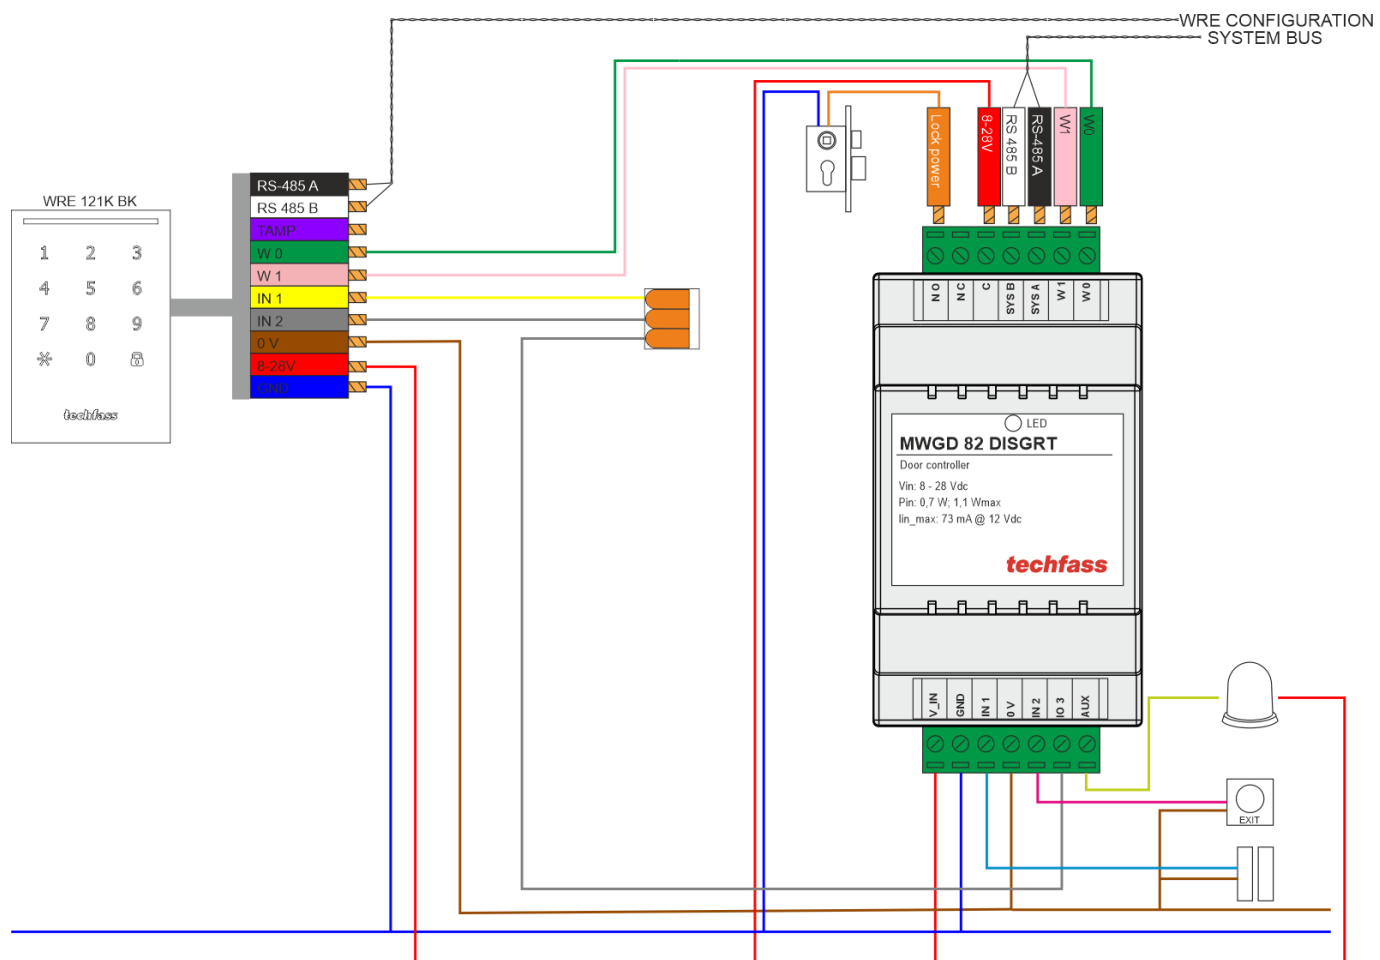 WRE CONFIGURATION
SYSTEM BUS
Lock power
8-28V
RS 485 B
RS-485 A
W1
W0
WRE 121K BK
1 2 3
4 5 6
7 8 9
0
techfass
RS-485 A
RS 485 B
TAMP
W 0
W 1
IN 1
IN 2
0 V
8-28V
GND
NO
NC
C
SYS B
SYS A
W 1
W 0
LED
MWGD 82 DISGRT
Door controller
Vin: 8 - 28 Vdc
Pin: 0,7 W; 1,1 Wmax
Iin_max: 73 mA @ 12 Vdc
techfass
V_IN
GND
IN 1
0 V
IN 2
IO 3
AUX
EXIT